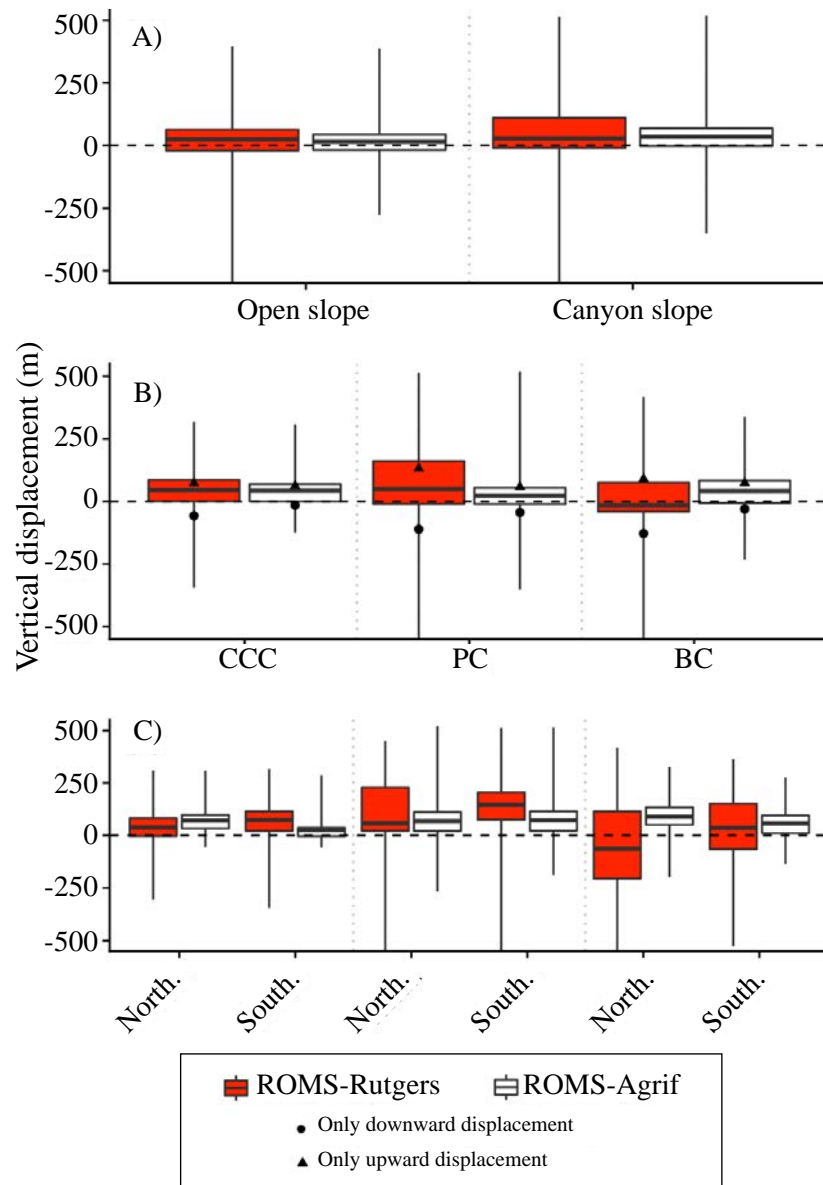 A)
500
250
0
-250
-500
Open slope Canyon slope
Vertical displacement (m)
B)
500
250
0
-250
-500
CCC PC BC
C)
500
250
0
-250
-500
North. South. North. South. North. South.
ROMS-Rutgers ROMS-Agrif
Only downward displacement
Only upward displacement